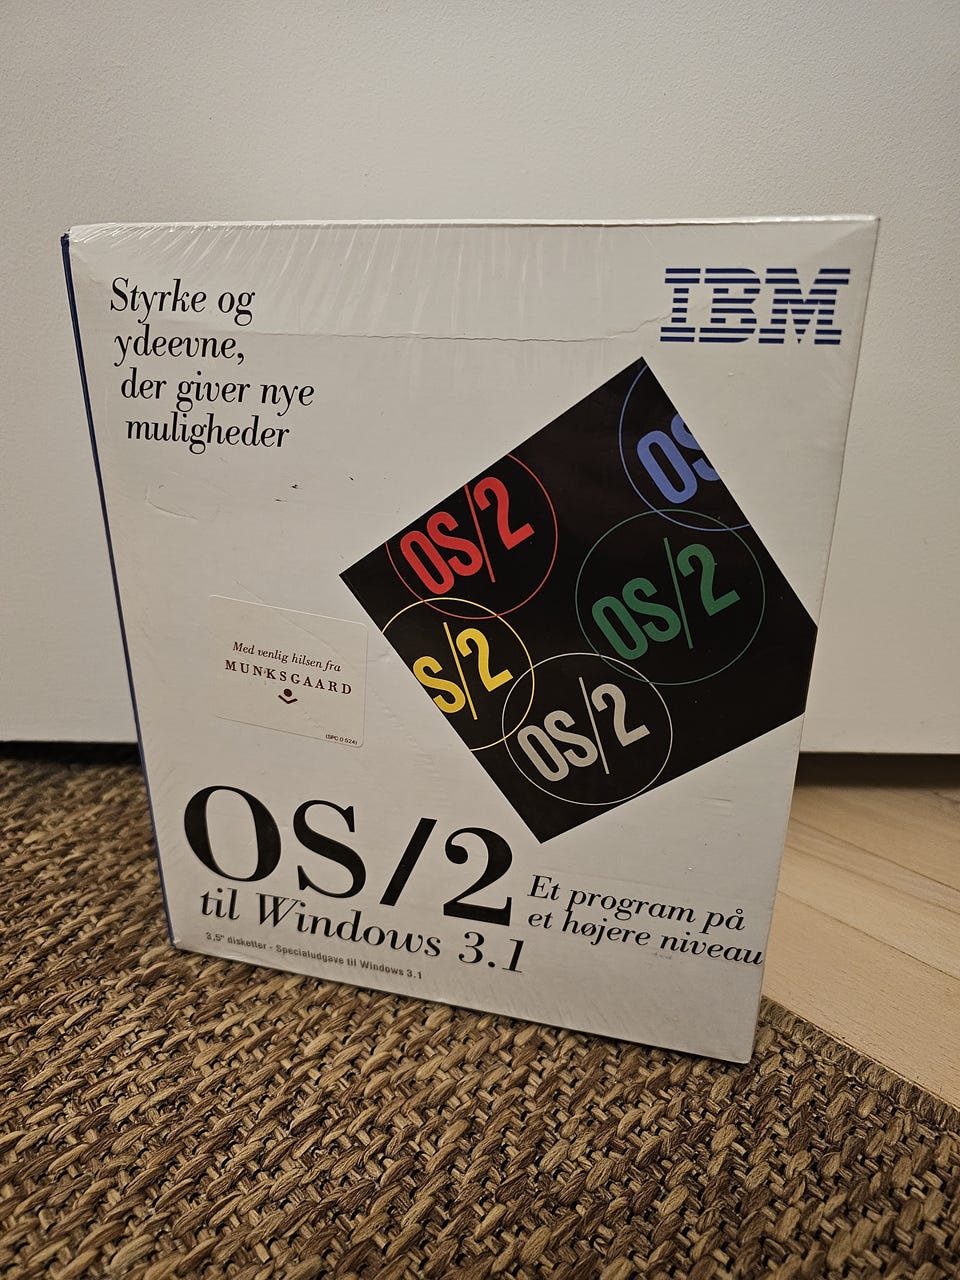 Styrke og
ydeevne,
der giver nye
muligheder
IBM
OS
OS/2
OS/2
S/2
OS/2
Med venlig hilsen fra
MUNKSGAARD
(SPC 0 624)
OS/2
til Windows 3.1
3,5" disketter - Specialudgave til Windows 3.1
Et program på
et højere niveau